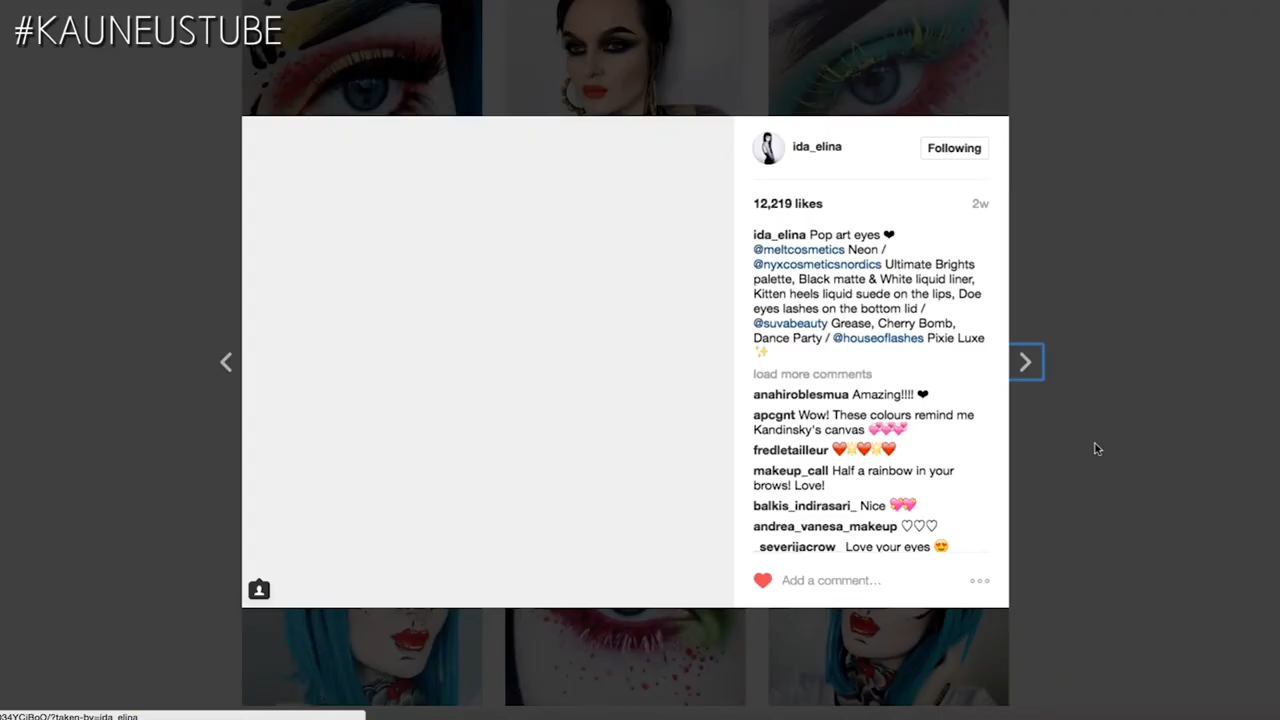 #KAUNEUSTUBE
ida_elina
Following
12,219 likes
2w
ida_elina Pop art eyes ❤
@meltcosmetics Neon /
@nyxcosmeticsnordics Ultimate Brights
palette, Black matte & White liquid liner,
Kitten heels liquid suede on the lips, Doe
eyes lashes on the bottom lid /
@suvabeauty Grease, Cherry Bomb,
Dance Party / @houseoflashes Pixie Luxe
✨
load more comments
anahiroblesmua Amazing!!!! ❤
apcgnt Wow! These colours remind me
Kandinsky's canvas 💕💕💕
fredletailleur ❤️🌟❤️🌟❤️
makeup_call Half a rainbow in your
brows! Love!
balkis_indirasari_ Nice 💖💖
andrea_vanesa_makeup ♡♡♡
_severijacrow_ Love your eyes 😍
Add a comment…